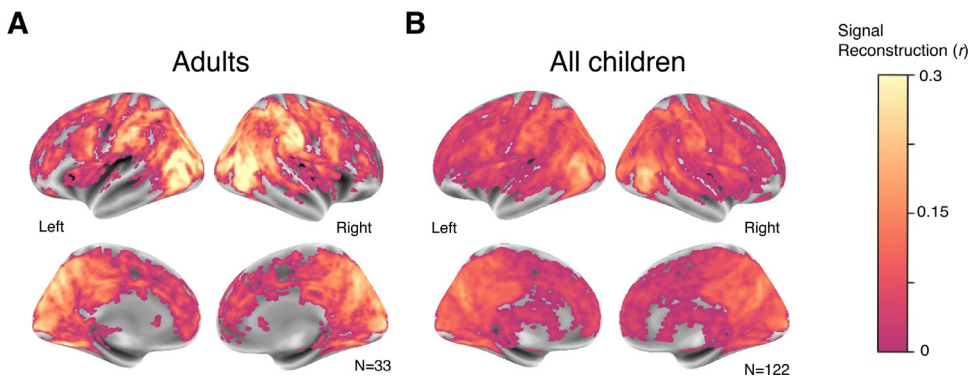 A
Adults
Left
Right
N=33
B
All children
Left
Right
N=122
Signal
Reconstruction (r)
0.3
0.15
0